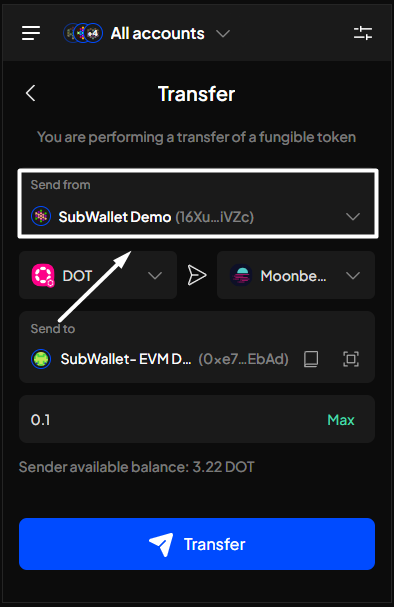 +4 All accounts
Transfer
You are performing a transfer of a fungible token
Send from
SubWallet Demo (16Xu...iVZc)
DOT Moonbe...
Send to
SubWallet- EVM D... (0xe7...EbAd)
0.1 Max
Sender available balance: 3.22 DOT
Transfer